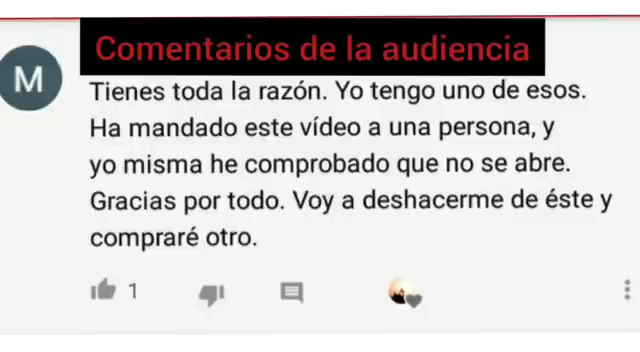 Comentarios de la audiencia
M
Tienes toda la razón. Yo tengo uno de esos.
Ha mandado este vídeo a una persona, y
yo misma he comprobado que no se abre.
Gracias por todo. Voy a deshacerme de éste y
compraré otro.
1